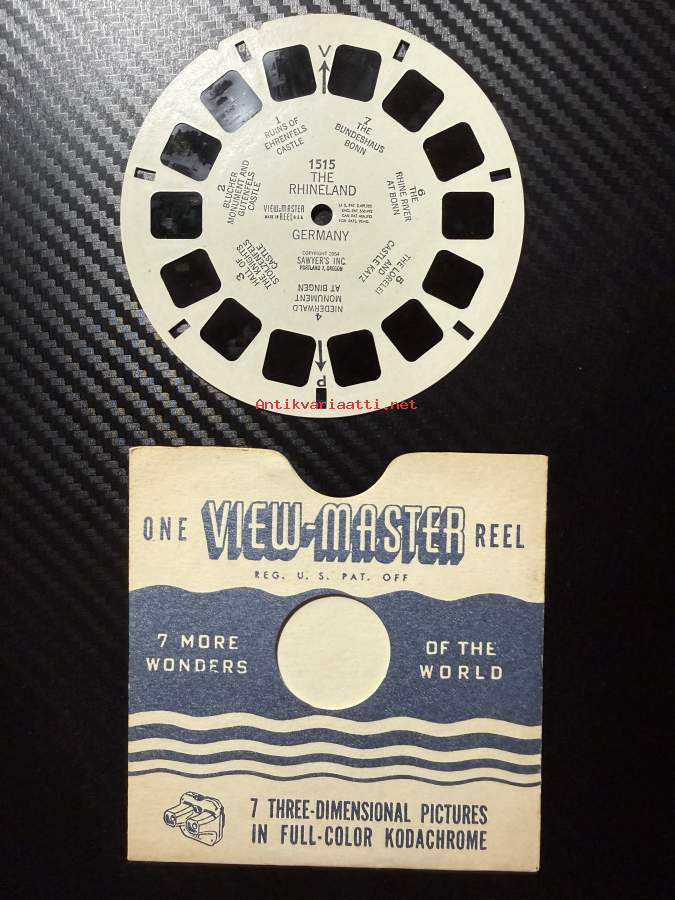 V
1
RUINS OF
EHRENFELS
CASTLE
7
THE
BUNDESHAUS
BONN
2
BLUCHER
MONUMENT AND
GUTENFELS
CASTLE
1515
THE
RHINELAND
VIEW-MASTER
REEL
MADE IN U.S.A.
GERMANY
COPYRIGHT 1954
SAWYER'S INC.
PORTLAND 7, OREGON
6
THE
RHINE RIVER
AT BONN
3
HALL OF
THE KNIGHTS
STOLZENFELS
CASTLE
5
THE LORELEI
AND
CASTLE KATZ
4
NIEDERWALD
MONUMENT
AT BINGEN
P
Antikvariaatti.net
ONE VIEW-MASTER REEL
REG. U. S. PAT. OFF
7 MORE
WONDERS
OF THE
WORLD
7 THREE-DIMENSIONAL PICTURES
IN FULL-COLOR KODACHROME